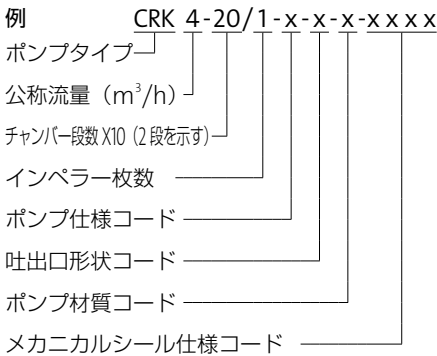 例 CRK 4-20/1-x-x-x-xxxx
ポンプタイプ
公称流量（m³/h）
チャンバー段数X10（2段を示す）
インペラー枚数
ポンプ仕様コード
吐出口形状コード
ポンプ材質コード
メカニカルシール仕様コード